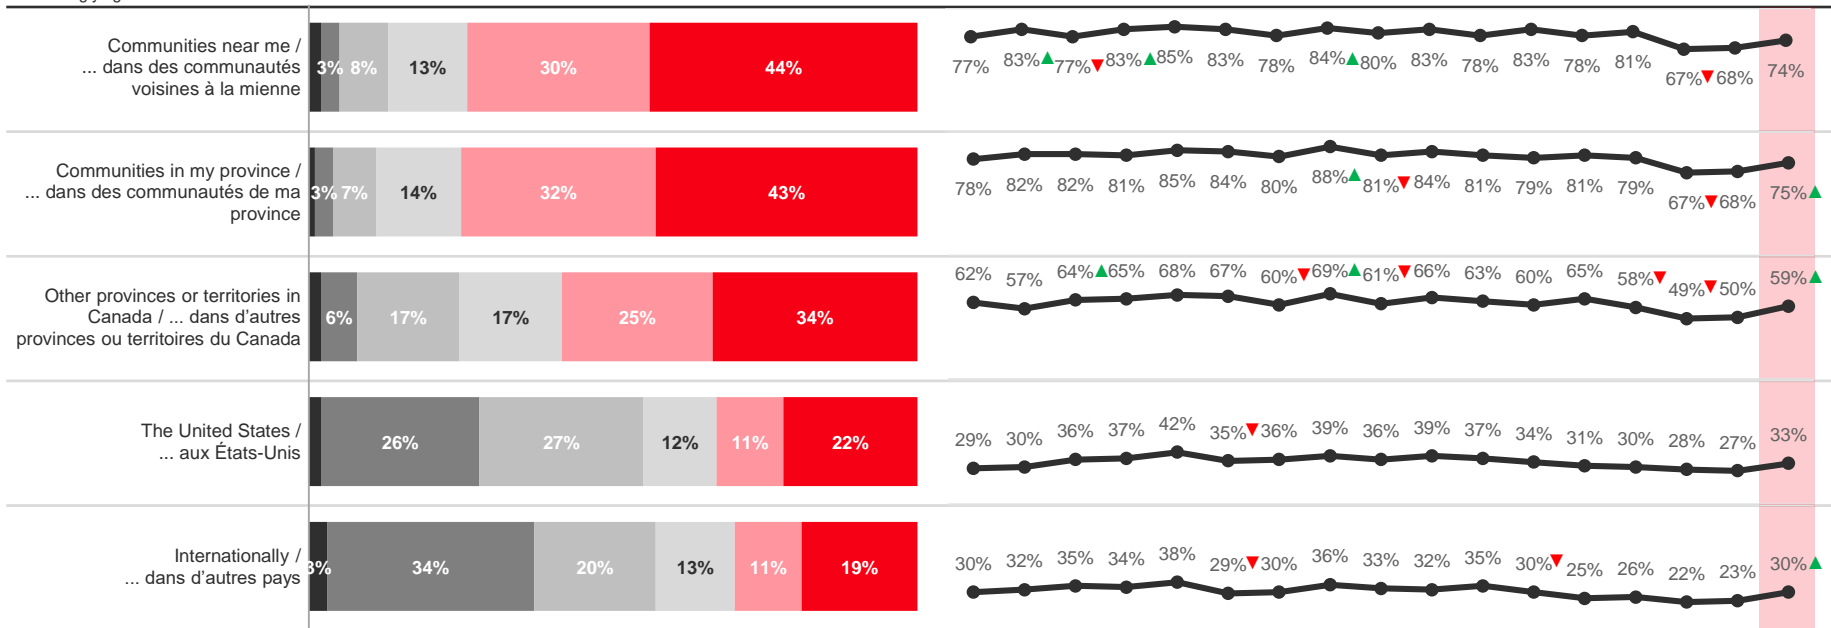 Communities near me /
... dans des communautés
voisines à la mienne
3% 8% 13% 30% 44%
77% 83% 77% 83% 85% 83% 78% 84% 80% 83% 78% 83% 78% 81% 67% 68% 74%
Communities in my province /
... dans des communautés de ma
province
3% 7% 14% 32% 43%
78% 82% 82% 81% 85% 84% 80% 88% 81% 84% 81% 79% 81% 79% 67% 68% 75%
Other provinces or territories in
Canada / ... dans d'autres
provinces ou territoires du Canada
6% 17% 17% 25% 34%
62% 57% 64% 65% 68% 67% 60% 69% 61% 66% 63% 60% 65% 58% 49% 50% 59%
The United States /
... aux États-Unis
26% 27% 12% 11% 22%
29% 30% 36% 37% 42% 35% 36% 39% 36% 39% 37% 34% 31% 30% 28% 27% 33%
Internationally /
... dans d'autres pays
3% 34% 20% 13% 11% 19%
30% 32% 35% 34% 38% 29% 30% 36% 33% 32% 35% 30% 25% 26% 22% 23% 30%